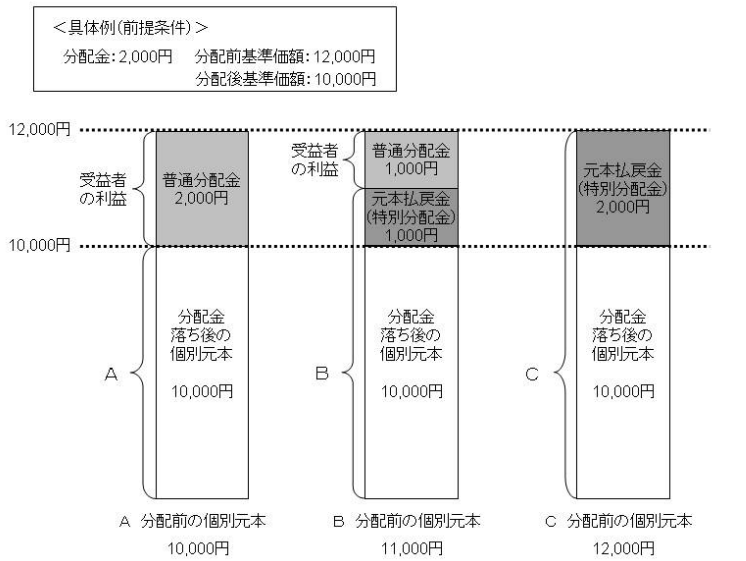 ＜具体例(前提条件)＞
分配金：2,000円　分配前基準価額：12,000円
分配後基準価額：10,000円
12,000円
受益者
の利益
普通分配金
2,000円
受益者
の利益
普通分配金
1,000円
元本払戻金
(特別分配金)
1,000円
元本払戻金
(特別分配金)
2,000円
10,000円
A
分配金
落ち後の
個別元本
10,000円
B
分配金
落ち後の
個別元本
10,000円
C
分配金
落ち後の
個別元本
10,000円
A 分配前の個別元本
10,000円
B 分配前の個別元本
11,000円
C 分配前の個別元本
12,000円